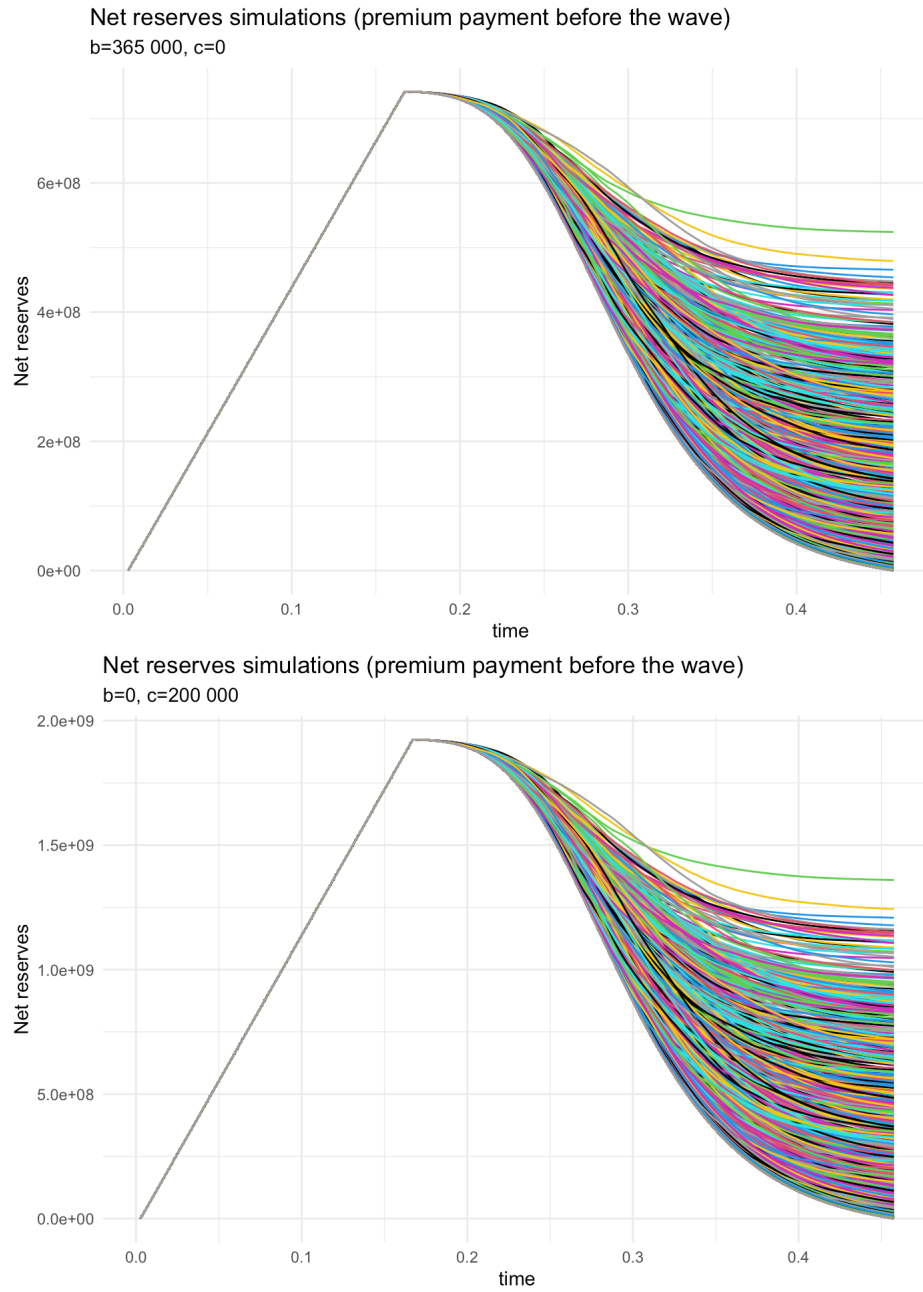 Net reserves simulations (premium payment before the wave)
b=365 000, c=0
6e+08
4e+08
2e+08
0e+00
Net reserves
0.0 0.1 0.2 0.3 0.4
time
Net reserves simulations (premium payment before the wave)
b=0, c=200 000
2.0e+09
1.5e+09
1.0e+09
5.0e+08
0.0e+00
Net reserves
0.0 0.1 0.2 0.3 0.4
time